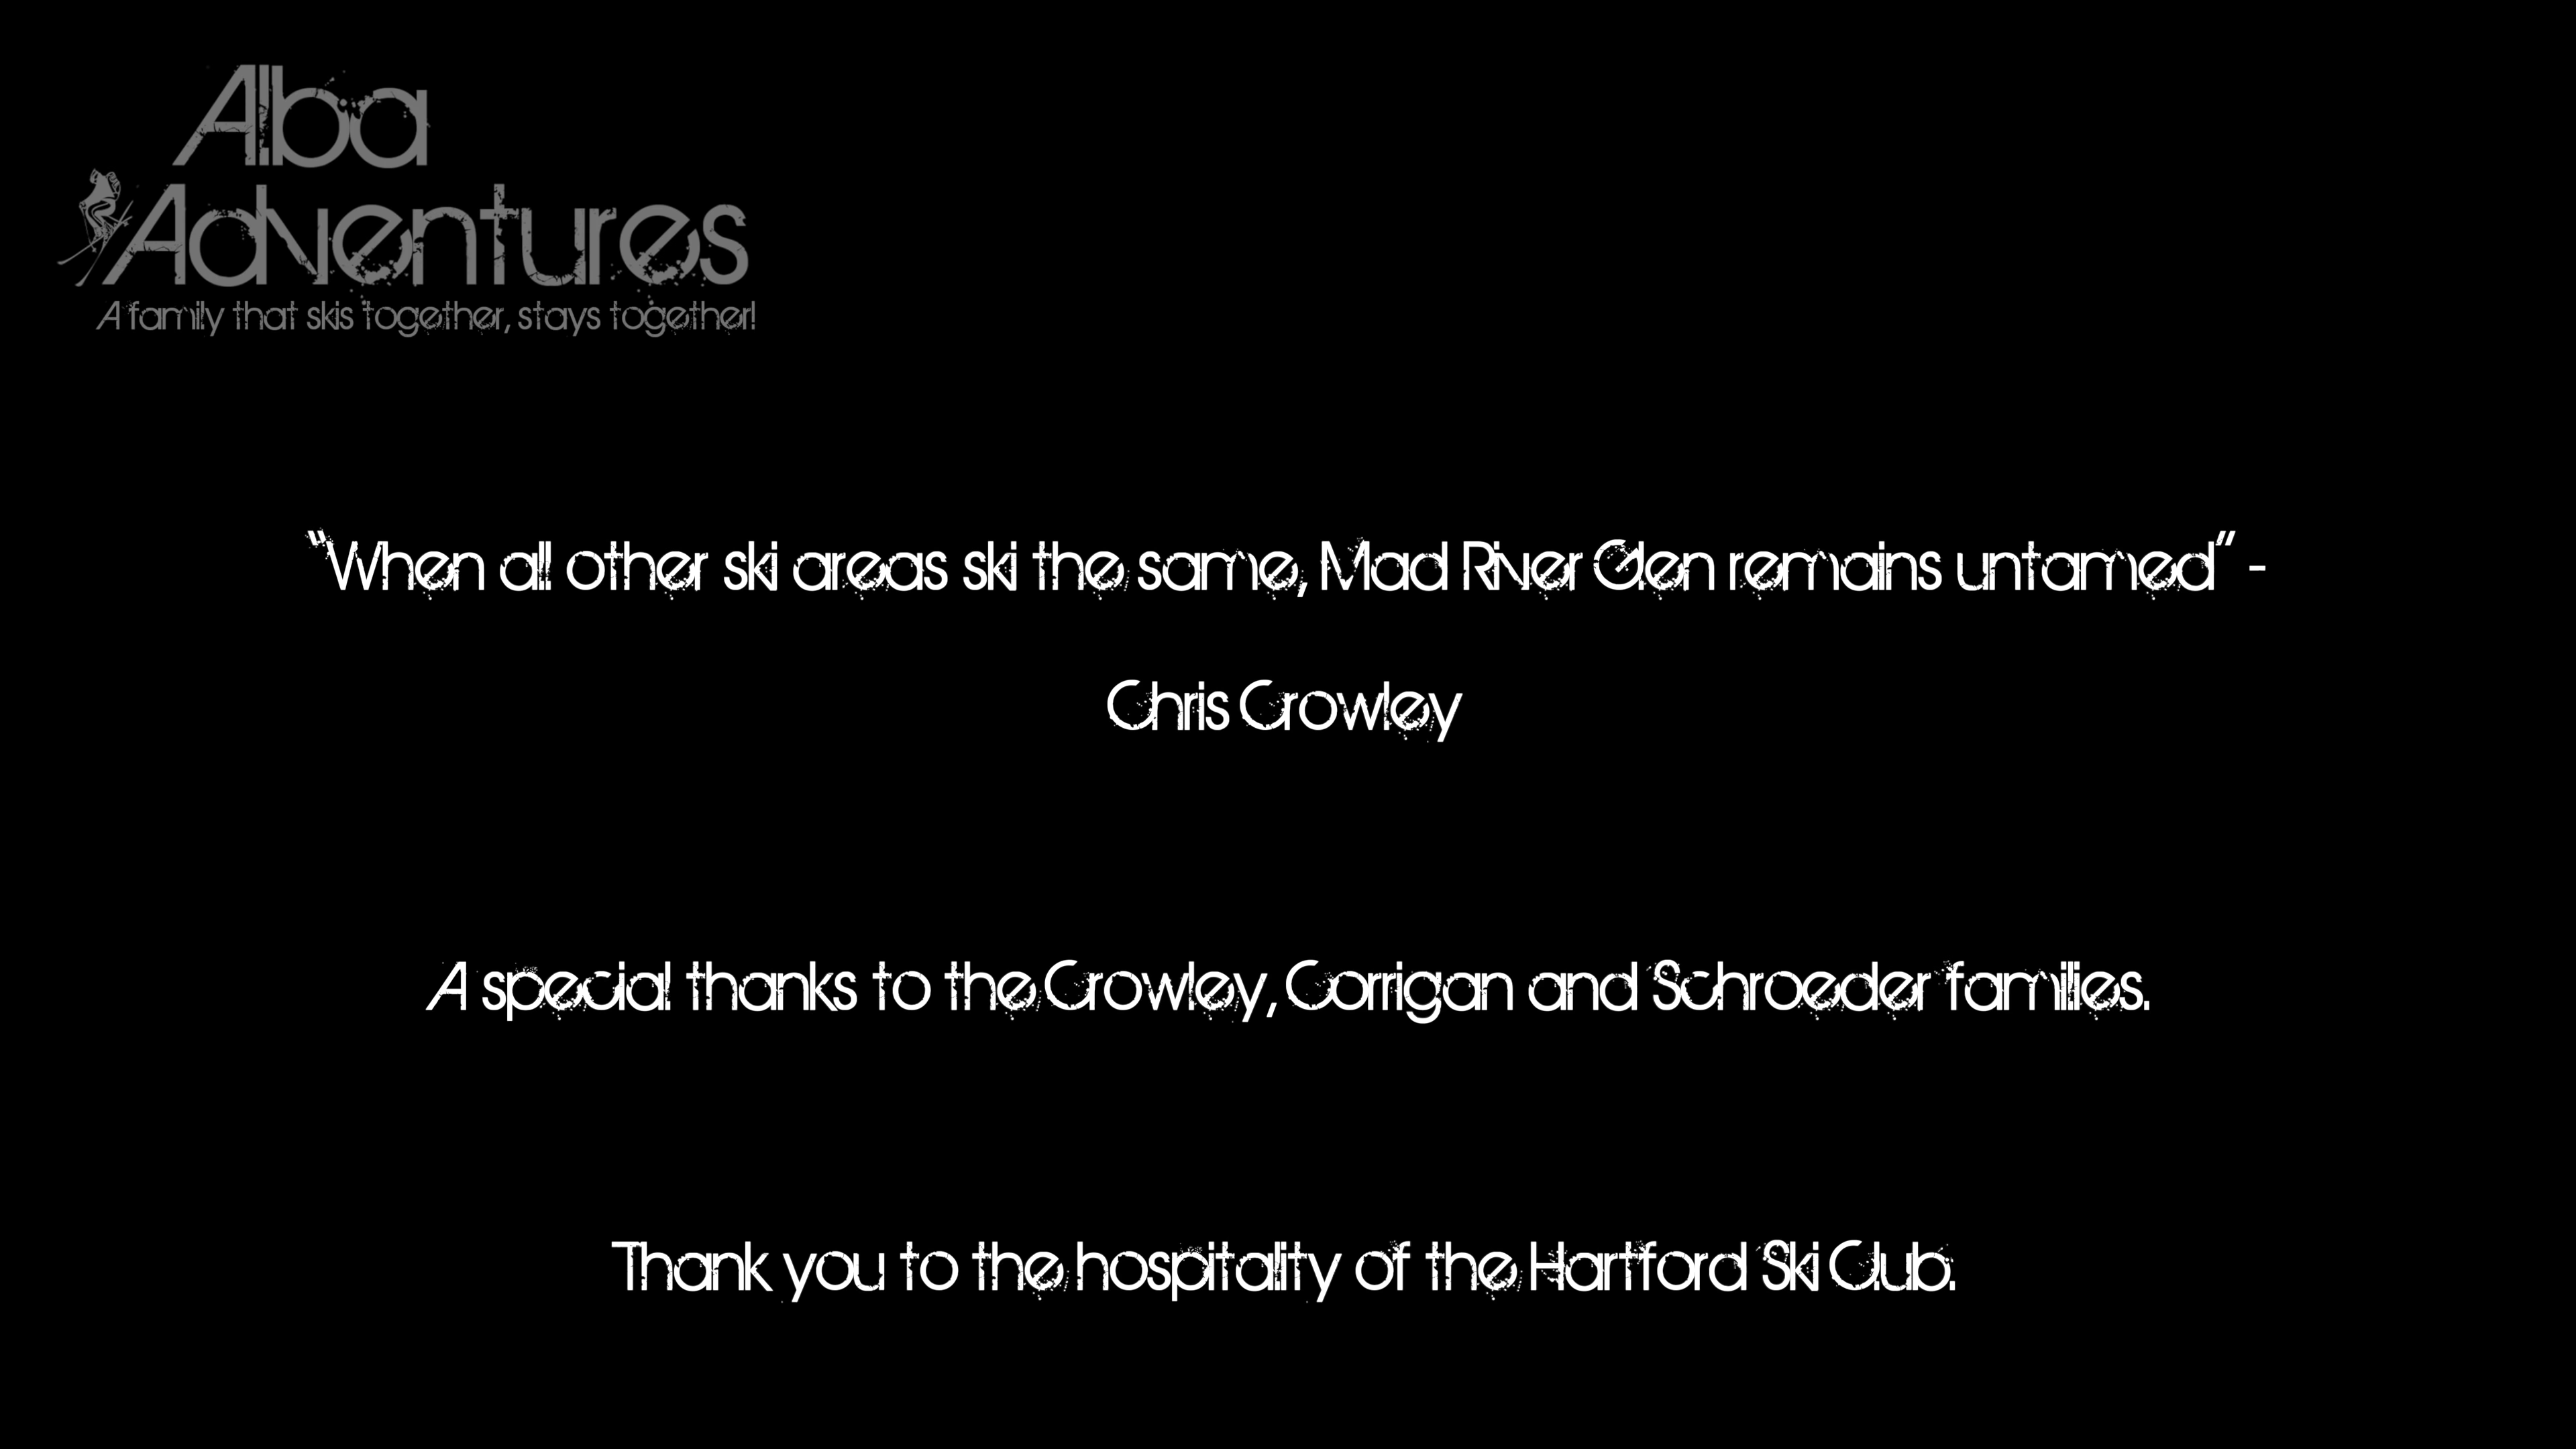 Alba
Adventures
A family that skis together, stays together!
"When all other ski areas ski the same, Mad River Glen remains untamed" -
Chris Crowley
A special thanks to the Crowley, Corrigan and Schroeder families.
Thank you to the hospitality of the Hartford Ski Club.